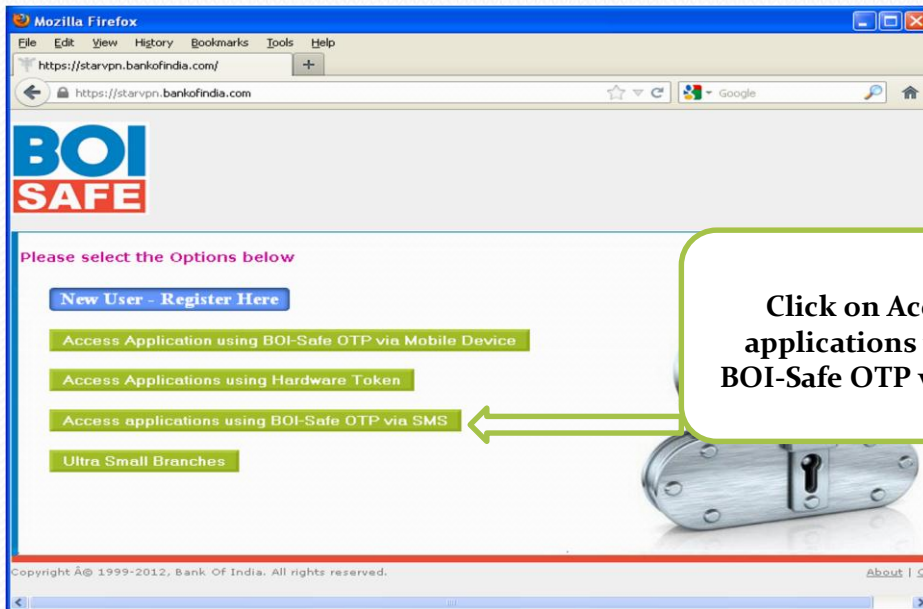 Mozilla Firefox
File Edit View History Bookmarks Tools Help
https://starvpn.bankofindia.com/ +
https://starvpn.bankofindia.com Google
BOI
SAFE
Please select the Options below
New User - Register Here
Access Application using BOI-Safe OTP via Mobile Device
Access Applications using Hardware Token
Access applications using BOI-Safe OTP via SMS
Ultra Small Branches
Click on Acc
applications
BOI-Safe OTP v
Copyright Â© 1999-2012, Bank Of India. All rights reserved.
About |